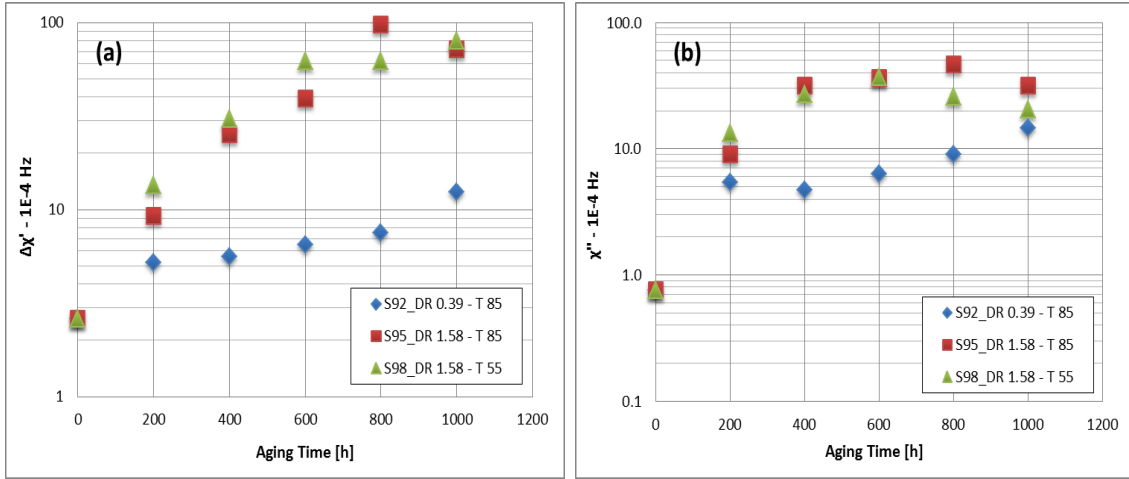 (a)
Δχ' - 1E-4 Hz
100
10
1
0 200 400 600 800 1000 1200
Aging Time [h]
S92_DR 0.39 - T 85
S95_DR 1.58 - T 85
S98_DR 1.58 - T 55
(b)
χ'' - 1E-4 Hz
100.0
10.0
1.0
0.1
0 200 400 600 800 1000 1200
Aging Time [h]
S92_DR 0.39 - T 85
S95_DR 1.58 - T 85
S98_DR 1.58 - T 55